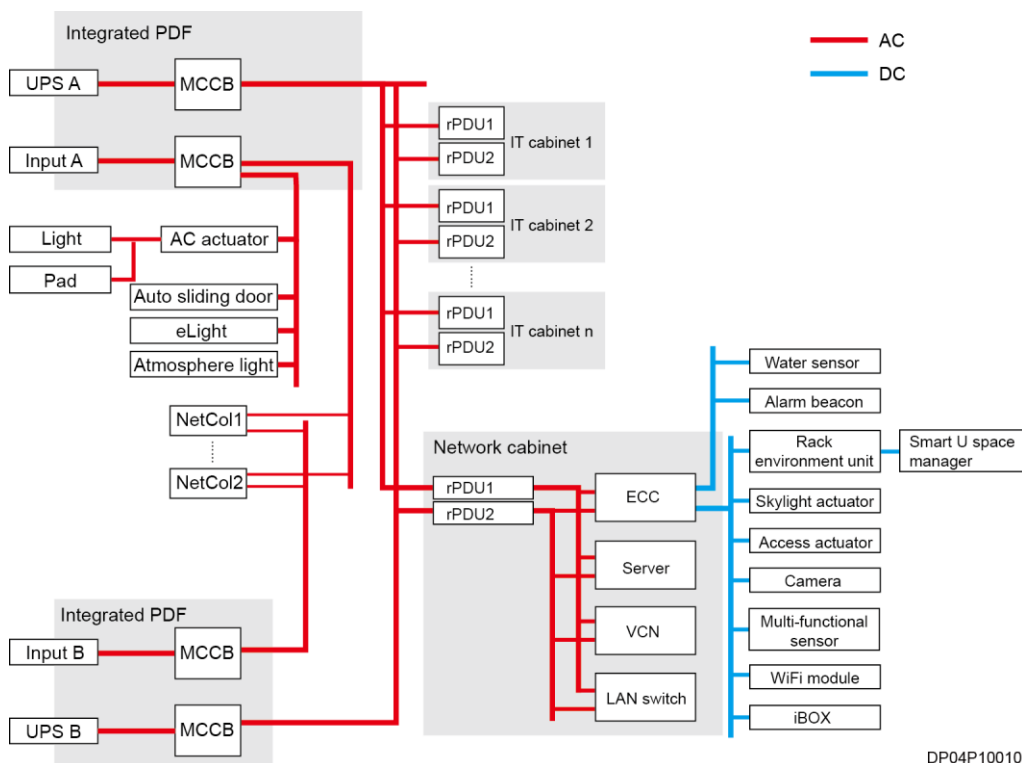 Integrated PDF
AC
DC
UPS A
MCCB
Input A
MCCB
rPDU1
rPDU2
IT cabinet 1
rPDU1
rPDU2
IT cabinet 2
rPDU1
rPDU2
IT cabinet n
Light
AC actuator
Pad
Auto sliding door
eLight
Atmosphere light
NetCol1
NetCol2
Network cabinet
rPDU1
rPDU2
ECC
Server
VCN
LAN switch
Water sensor
Alarm beacon
Rack
environment unit
Smart U space
manager
Skylight actuator
Access actuator
Camera
Multi-functional
sensor
WiFi module
iBOX
Integrated PDF
Input B
MCCB
UPS B
MCCB
DP04P10010